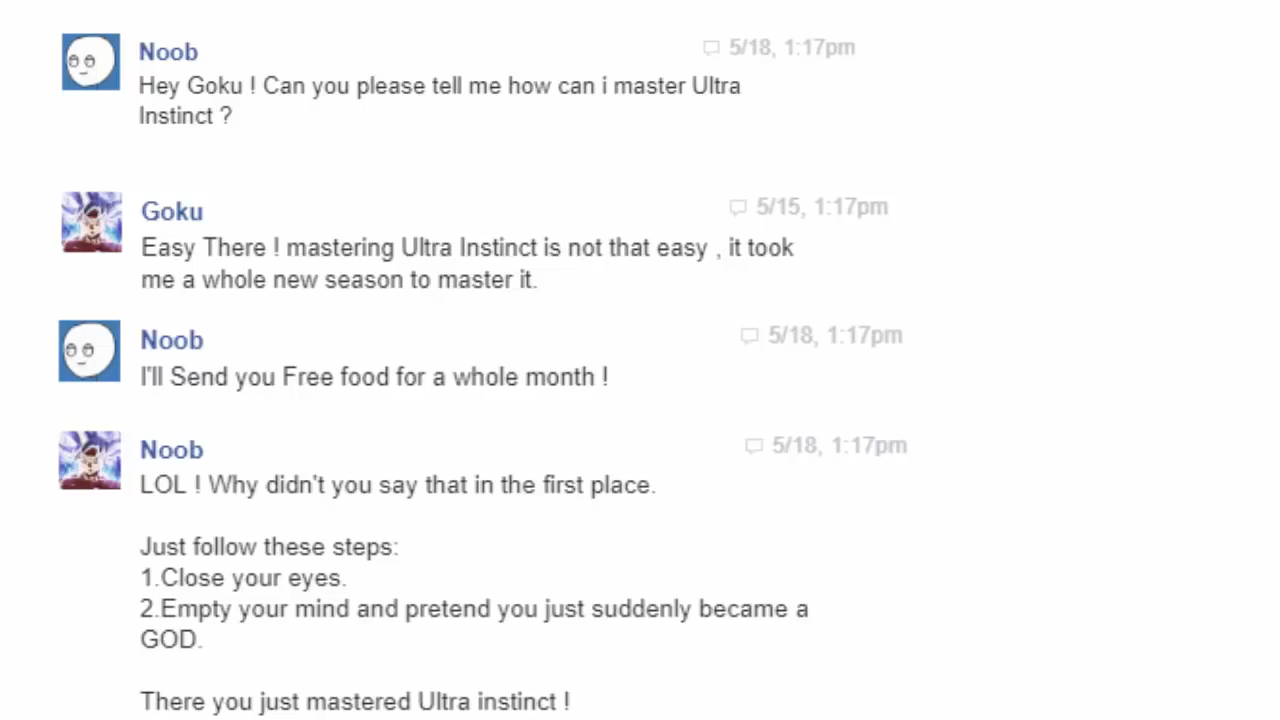 Noob
5/18, 1:17pm
Hey Goku ! Can you please tell me how can i master Ultra
Instinct ?
Goku
5/15, 1:17pm
Easy There ! mastering Ultra Instinct is not that easy , it took
me a whole new season to master it.
Noob
5/18, 1:17pm
I'll Send you Free food for a whole month !
Noob
5/18, 1:17pm
LOL ! Why didn't you say that in the first place.
Just follow these steps:
1.Close your eyes.
2.Empty your mind and pretend you just suddenly became a
GOD.
There you just mastered Ultra instinct !